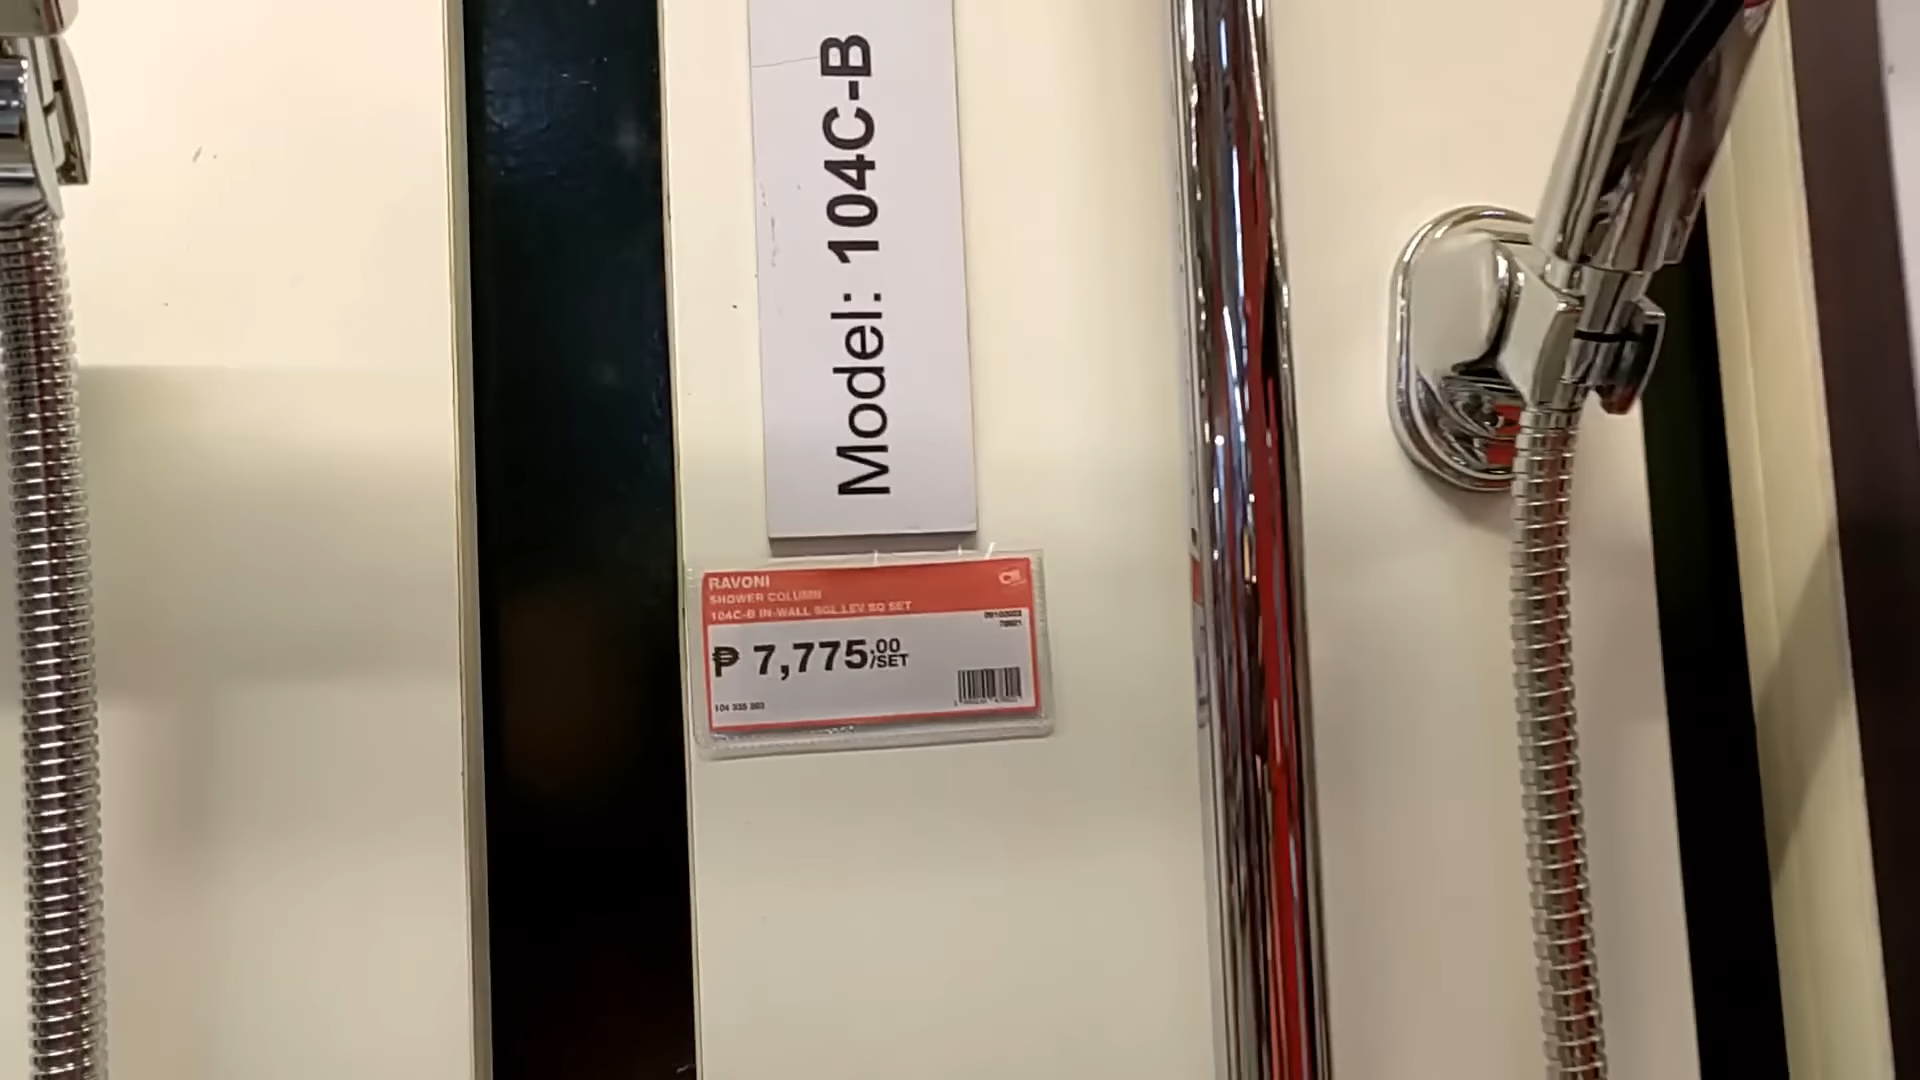 Model: 104C-B
RAVONI
SHOWER COLUMN
104C-B IN-WALL SGL.LEV.SQ SET
₱ 7,775.00/SET